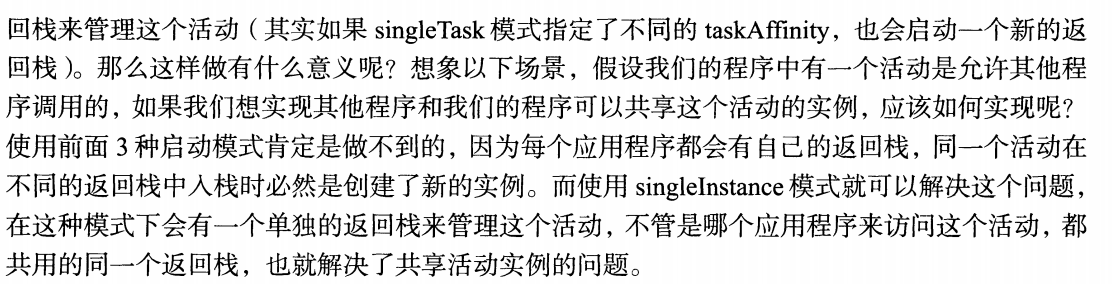 回栈来管理这个活动（其实如果 singleTask 模式指定了不同的 taskAffinity，也会启动一个新的返
回栈）。那么这样做有什么意义呢？想象以下场景，假设我们的程序中有一个活动是允许其他程
序调用的，如果我们想实现其他程序和我们的程序可以共享这个活动的实例，应该如何实现呢？
使用前面 3 种启动模式肯定是做不到的，因为每个应用程序都会有自己的返回栈，同一个活动在
不同的返回栈中入栈时必然是创建了新的实例。而使用 singleInstance 模式就可以解决这个问题，
在这种模式下会有一个单独的返回栈来管理这个活动，不管是哪个应用程序来访问这个活动，都
共用的同一个返回栈，也就解决了共享活动实例的问题。